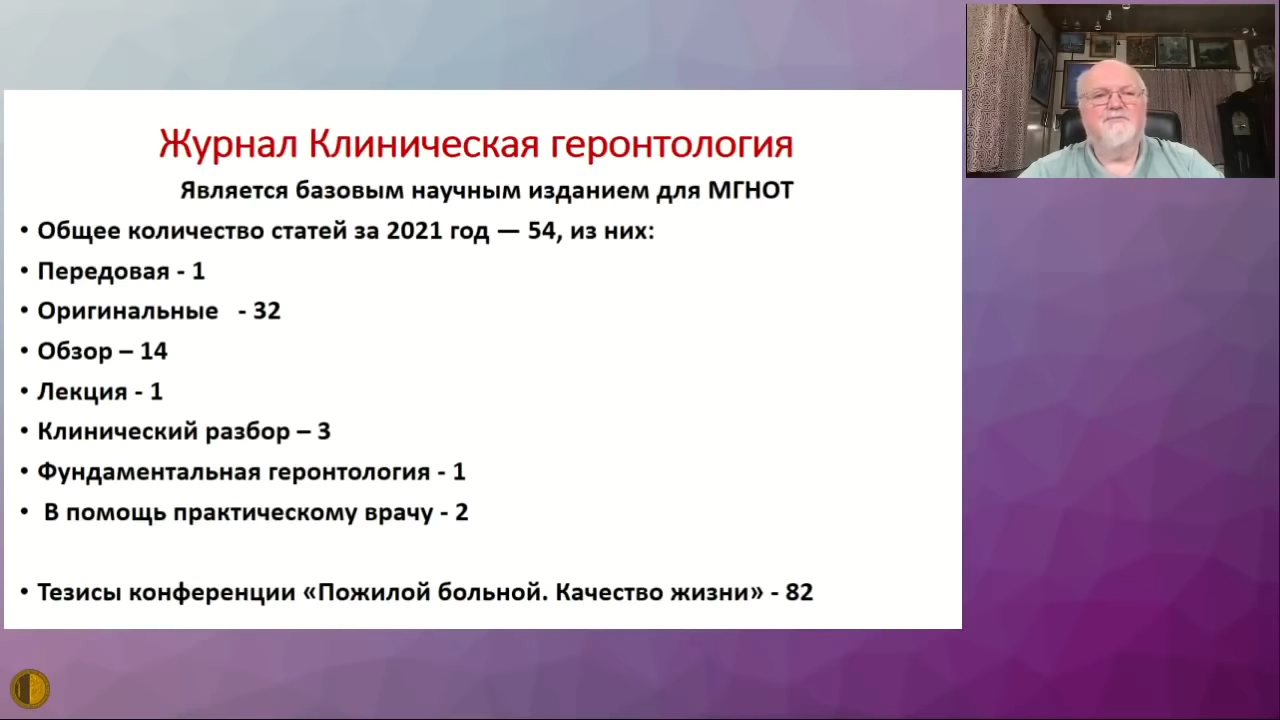 Журнал Клиническая геронтология
Является базовым научным изданием для МГНОТ
• Общее количество статей за 2021 год — 54, из них:
• Передовая - 1
• Оригинальные - 32
• Обзор – 14
• Лекция - 1
• Клинический разбор – 3
• Фундаментальная геронтология - 1
• В помощь практическому врачу - 2
• Тезисы конференции «Пожилой больной. Качество жизни» - 82